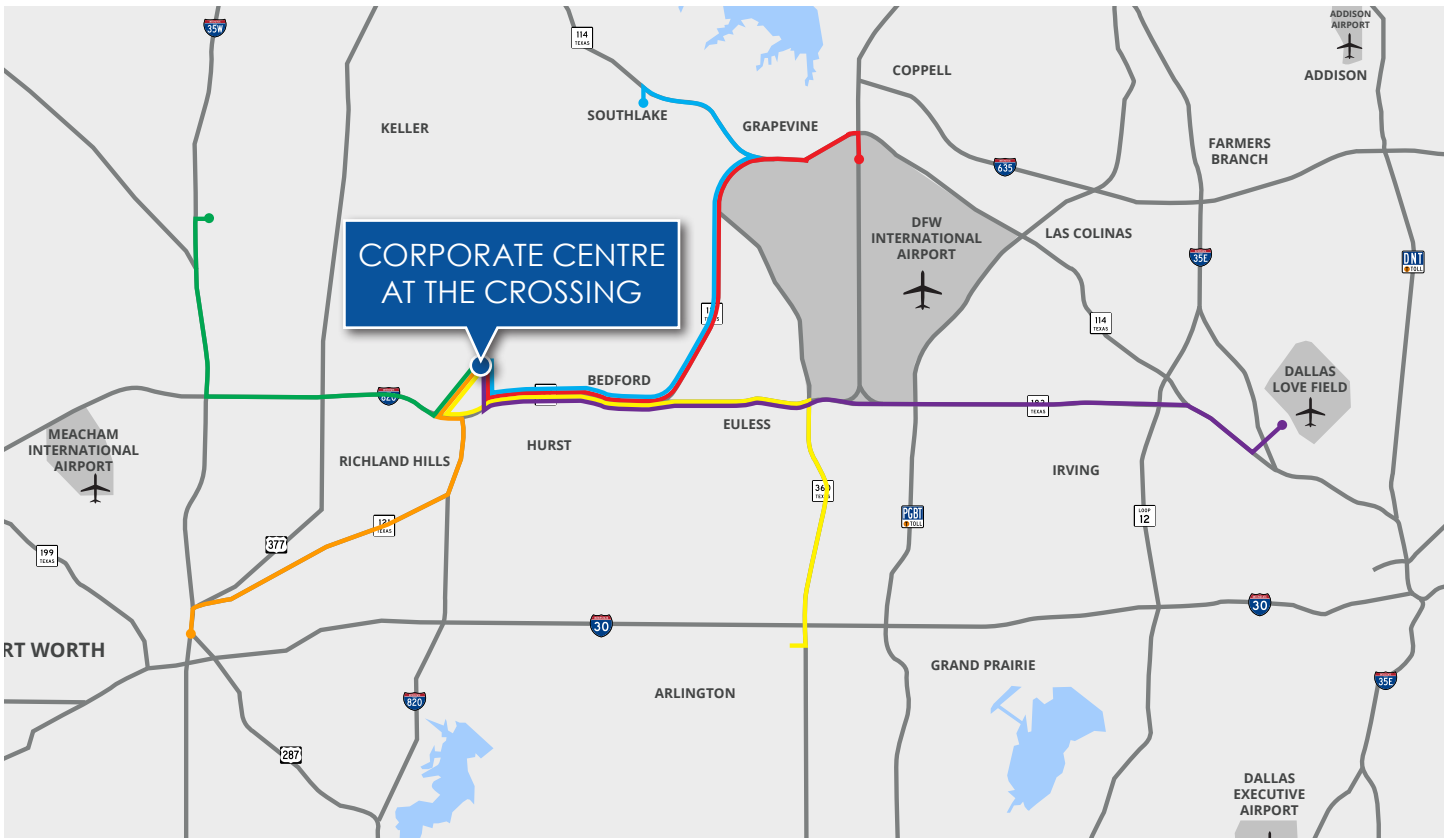 35W
114
TEXAS
ADDISON
AIRPORT
COPPELL
ADDISON
SOUTHLAKE
KELLER
GRAPEVINE
FARMERS
BRANCH
635
DFW
INTERNATIONAL
AIRPORT
LAS COLINAS
CORPORATE CENTRE
AT THE CROSSING
35E
DNT
TOLL
TEXAS
114
TEXAS
BEDFORD
820
DALLAS
LOVE FIELD
TEXAS
EULESS
MEACHAM
INTERNATIONAL
AIRPORT
HURST
RICHLAND HILLS
IRVING
360
TEXAS
121
TEXAS
PGBT
TOLL
LOOP
12
377
199
TEXAS
30
30
RT WORTH
GRAND PRAIRIE
ARLINGTON
35E
820
287
DALLAS
EXECUTIVE
AIRPORT